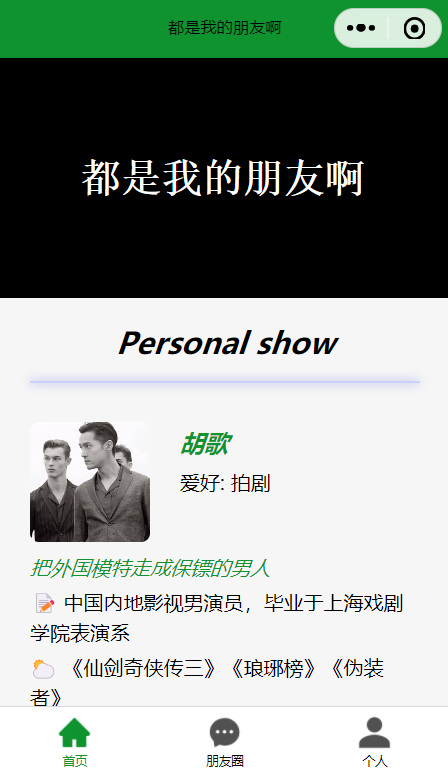 都是我的朋友啊
都是我的朋友啊
Personal show
胡歌
爱好: 拍剧
把外国模特走成保镖的男人
中国内地影视男演员，毕业于上海戏剧
学院表演系
《仙剑奇侠传三》《琅琊榜》《伪装
者》
首页
朋友圈
个人